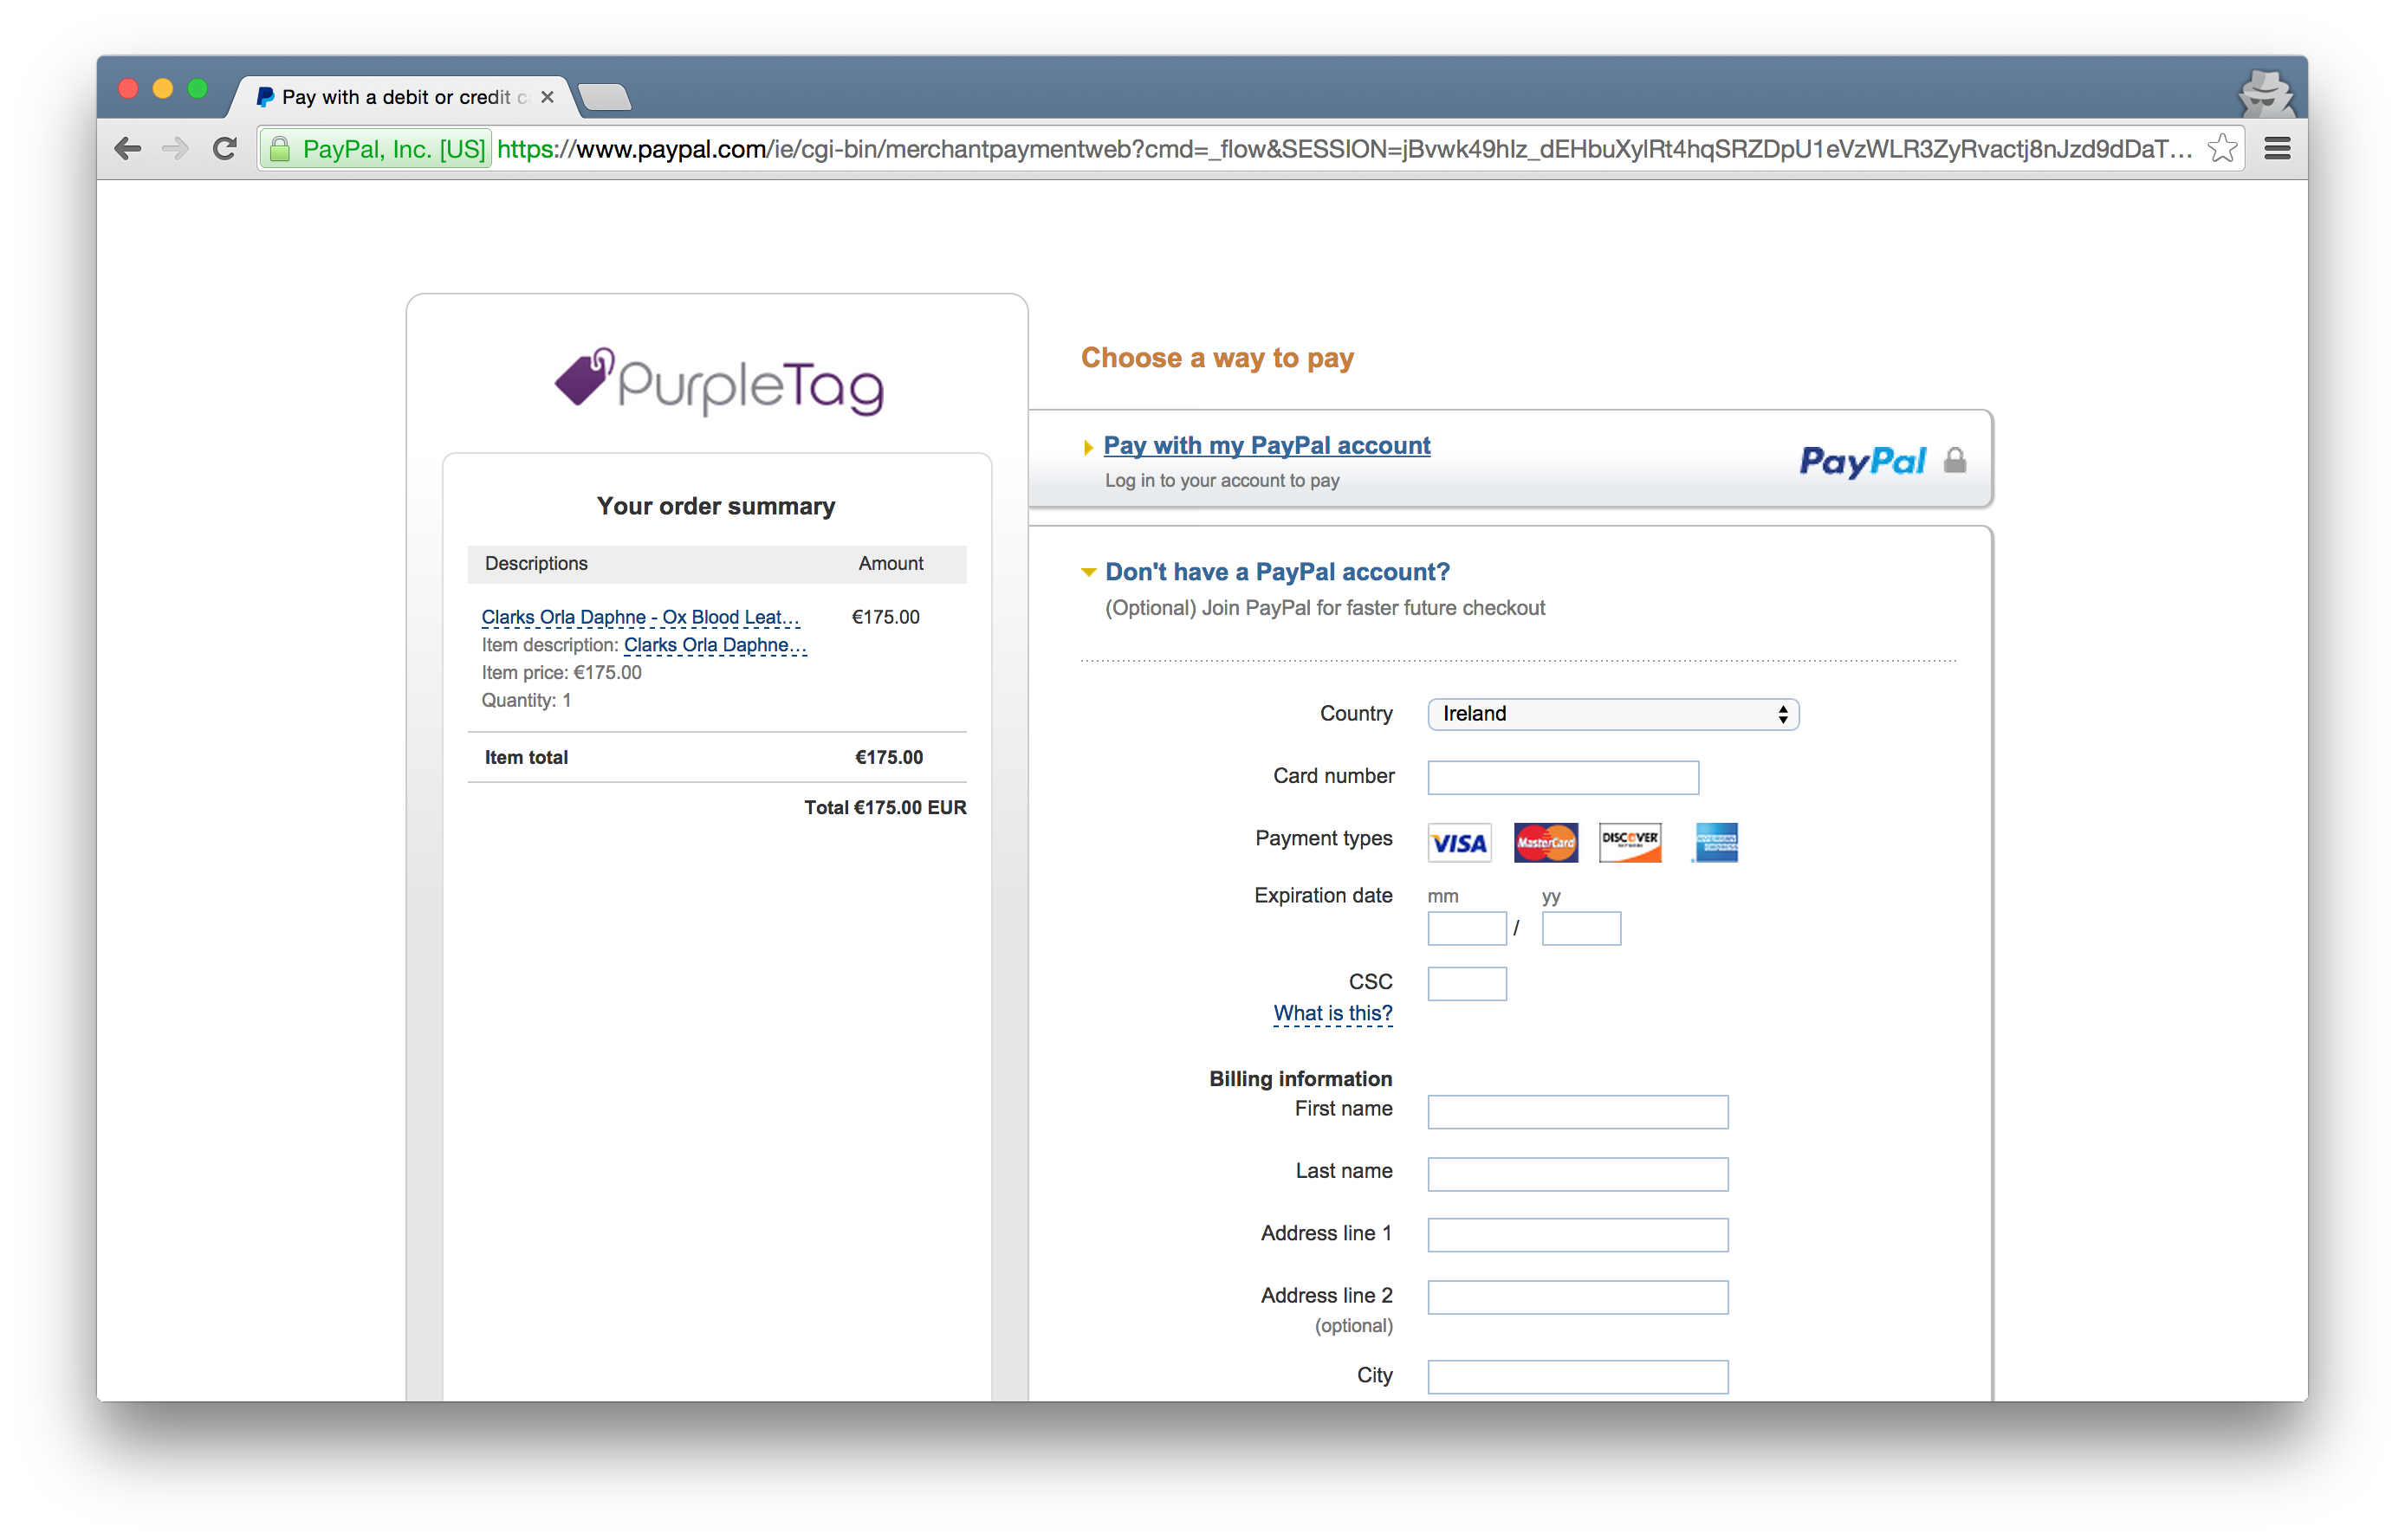 Pay with a debit or credit c
PayPal, Inc. [US] https://www.paypal.com/ie/cgi-bin/merchantpaymentweb?cmd=_flow&SESSION=jBvwk49hIz_dEHbuXyIRt4hqSRZDpU1eVzWLR3ZyRvactj8nJzd9dDaT...
PurpleTag
Your order summary
Descriptions Amount
Clarks Orla Daphne - Ox Blood Leat... €175.00
Item description: Clarks Orla Daphne...
Item price: €175.00
Quantity: 1
Item total €175.00
Total €175.00 EUR
Choose a way to pay
Pay with my PayPal account
Log in to your account to pay
PayPal
Don't have a PayPal account?
(Optional) Join PayPal for faster future checkout
Country Ireland
Card number
Payment types VISA MasterCard DISCOVER
Expiration date mm yy
/
CSC
What is this?
Billing information
First name
Last name
Address line 1
Address line 2
(optional)
City